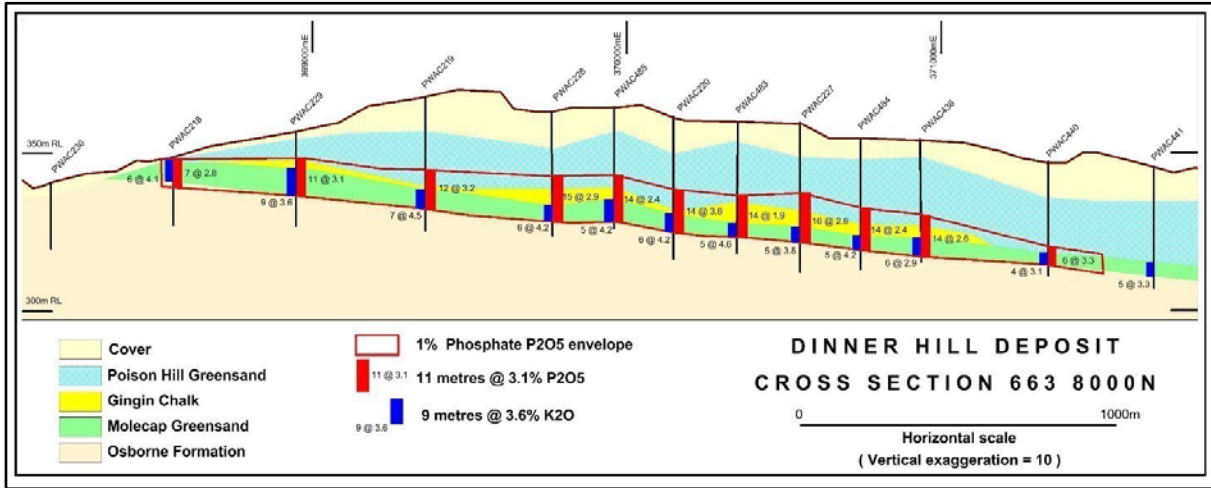 369000mE
370000mE
371000mE
PWAC230
PWAC218
PWAC229
PWAC219
PWAC228
PWAC485
PWAC220
PWAC483
PWAC227
PWAC484
PWAC438
PWAC440
PWAC441
350m RL
300m RL
6 @ 4.1
7 @ 2.8
9 @ 3.6
11 @ 3.1
7 @ 4.5
12 @ 3.2
6 @ 4.2
15 @ 2.9
5 @ 4.2
14 @ 2.4
6 @ 4.2
14 @ 3.6
5 @ 4.6
14 @ 1.9
5 @ 3.8
16 @ 2.6
5 @ 4.2
14 @ 2.4
6 @ 2.9
14 @ 2.6
4 @ 3.1
6 @ 3.3
5 @ 3.3
Cover
Poison Hill Greensand
Gingin Chalk
Molecap Greensand
Osborne Formation
1% Phosphate P2O5 envelope
11 @ 3.1
11 metres @ 3.1% P2O5
9 @ 3.6
9 metres @ 3.6% K2O
DINNER HILL DEPOSIT
CROSS SECTION 663 8000N
0 1000m
Horizontal scale
( Vertical exaggeration = 10 )